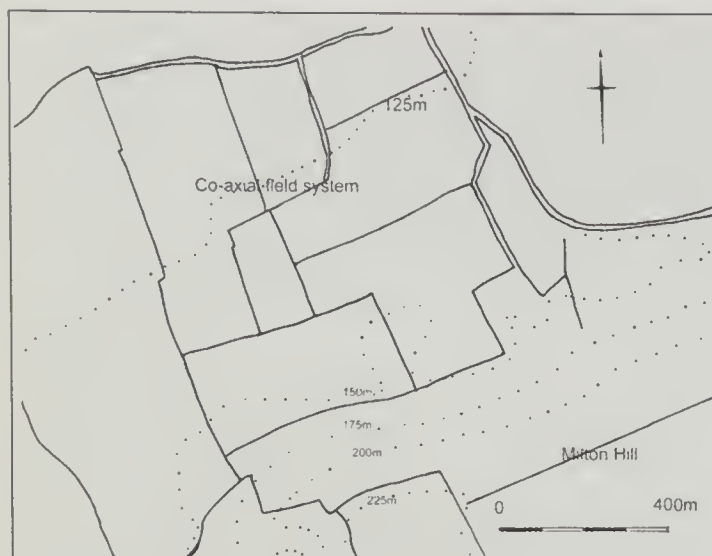 125m
Co-axial field system
150m
175m
200m
Milton Hill
225m
0 400m